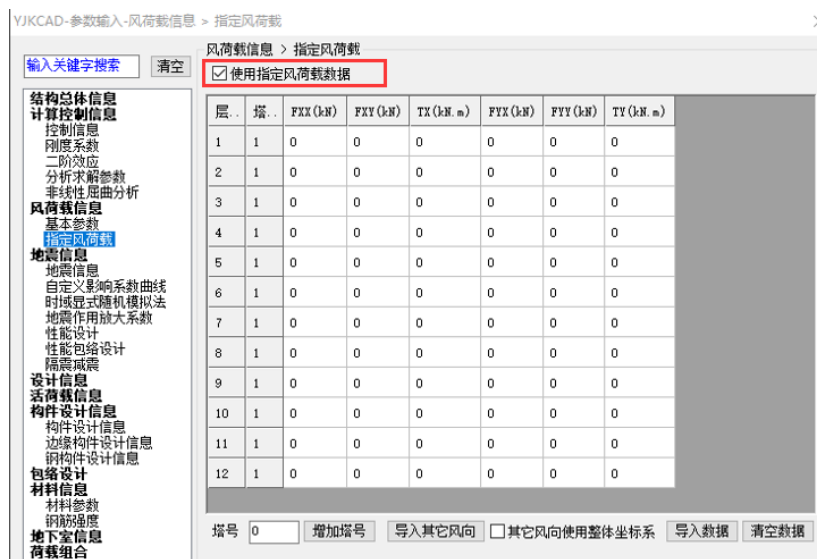 YJKCAD-参数输入-风荷载信息 > 指定风荷载
输入关键字搜索 清空
结构总体信息
计算控制信息
控制信息
刚度系数
二阶效应
分析求解参数
非线性屈曲分析
风荷载信息
基本参数
指定风荷载
地震信息
地震信息
自定义影响系数曲线
时域显式随机模拟法
地震作用放大系数
性能设计
性能包络设计
隔震减震
设计信息
活荷载信息
构件设计信息
构件设计信息
边缘构件设计信息
钢构件设计信息
包络设计
材料信息
材料参数
钢筋强度
地下室信息
荷载组合
风荷载信息 > 指定风荷载
使用指定风荷载数据
层.. 塔.. FXX(kN) FXY(kN) TX(kN.m) FYX(kN) FYY(kN) TY(kN.m)
1 1 0 0 0 0 0 0
2 1 0 0 0 0 0 0
3 1 0 0 0 0 0 0
4 1 0 0 0 0 0 0
5 1 0 0 0 0 0 0
6 1 0 0 0 0 0 0
7 1 0 0 0 0 0 0
8 1 0 0 0 0 0 0
9 1 0 0 0 0 0 0
10 1 0 0 0 0 0 0
11 1 0 0 0 0 0 0
12 1 0 0 0 0 0 0
塔号 0 增加塔号 导入其它风向 其它风向使用整体坐标系 导入数据 清空数据